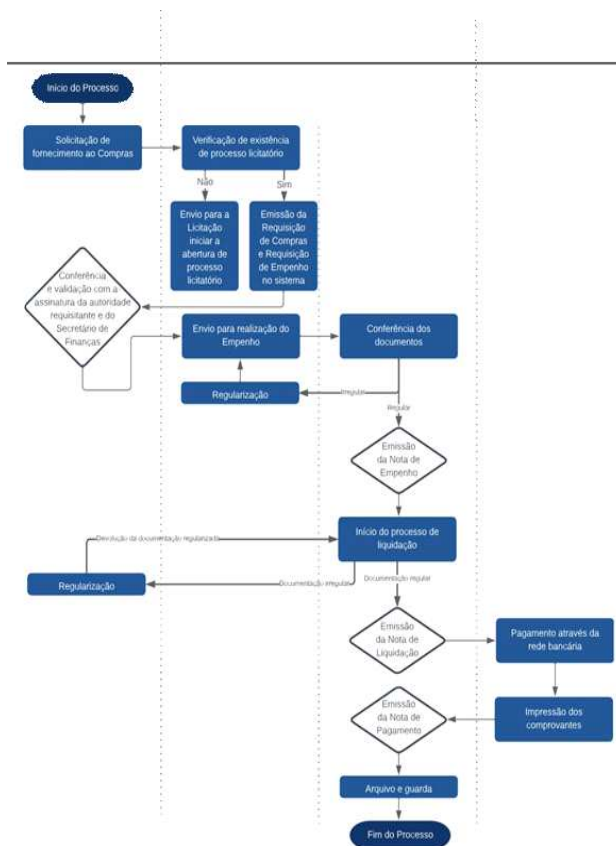 Início do Processo
Solicitação de
fornecimento ao Compras
Verificação de existência
de processo licitatório
Não
Sim
Envio para a
Licitação
iniciar a
abertura de
processo
licitatório
Emissão da
Requisição
de Compras
e Requisição
de Empenho
no sistema
Conferência
e validação com a
assinatura da autoridade
requisitante e do
Secretário de
Finanças
Envio para realização do
Empenho
Conferência dos
documentos
Regularização
Irregular
Regular
Emissão
da Nota de
Empenho
Início do processo de
liquidação
Devolução da documentação regularizada
Regularização
Documentação irregular
Documentação regular
Emissão
da Nota de
Liquidação
Pagamento através da
rede bancária
Impressão dos
comprovantes
Emissão
da Nota de
Pagamento
Arquivo e guarda
Fim do Processo